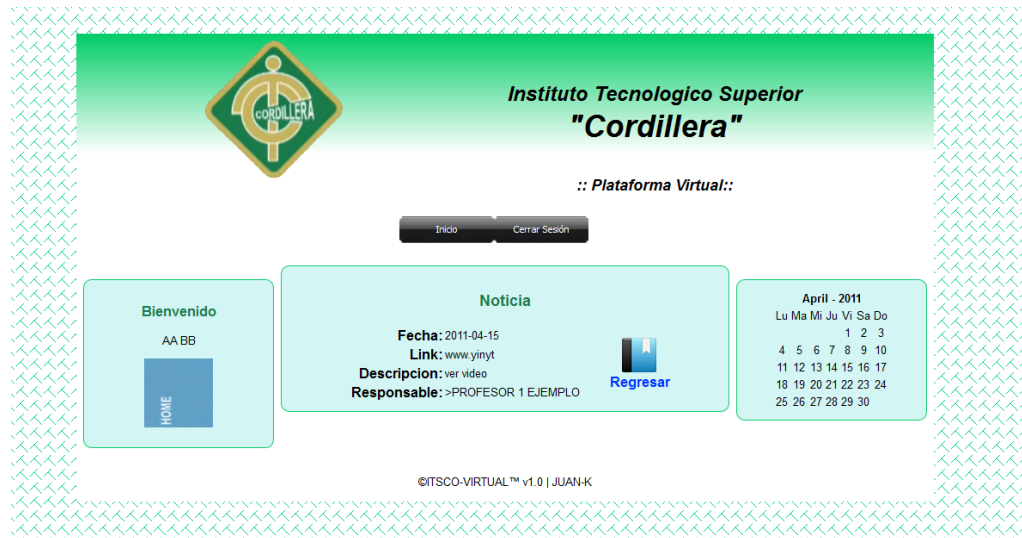 CORDILLERA
Instituto Tecnologico Superior
"Cordillera"
:: Plataforma Virtual::
Inicio
Cerrar Sesión
Bienvenido
AA BB
HOME
Noticia
Fecha: 2011-04-15
Link: www.yinyt
Descripcion: ver video
Responsable: >PROFESOR 1 EJEMPLO
Regresar
April - 2011
Lu Ma Mi Ju Vi Sa Do
1 2 3
4 5 6 7 8 9 10
11 12 13 14 15 16 17
18 19 20 21 22 23 24
25 26 27 28 29 30
©ITSCO-VIRTUAL™ v1.0 | JUAN-K